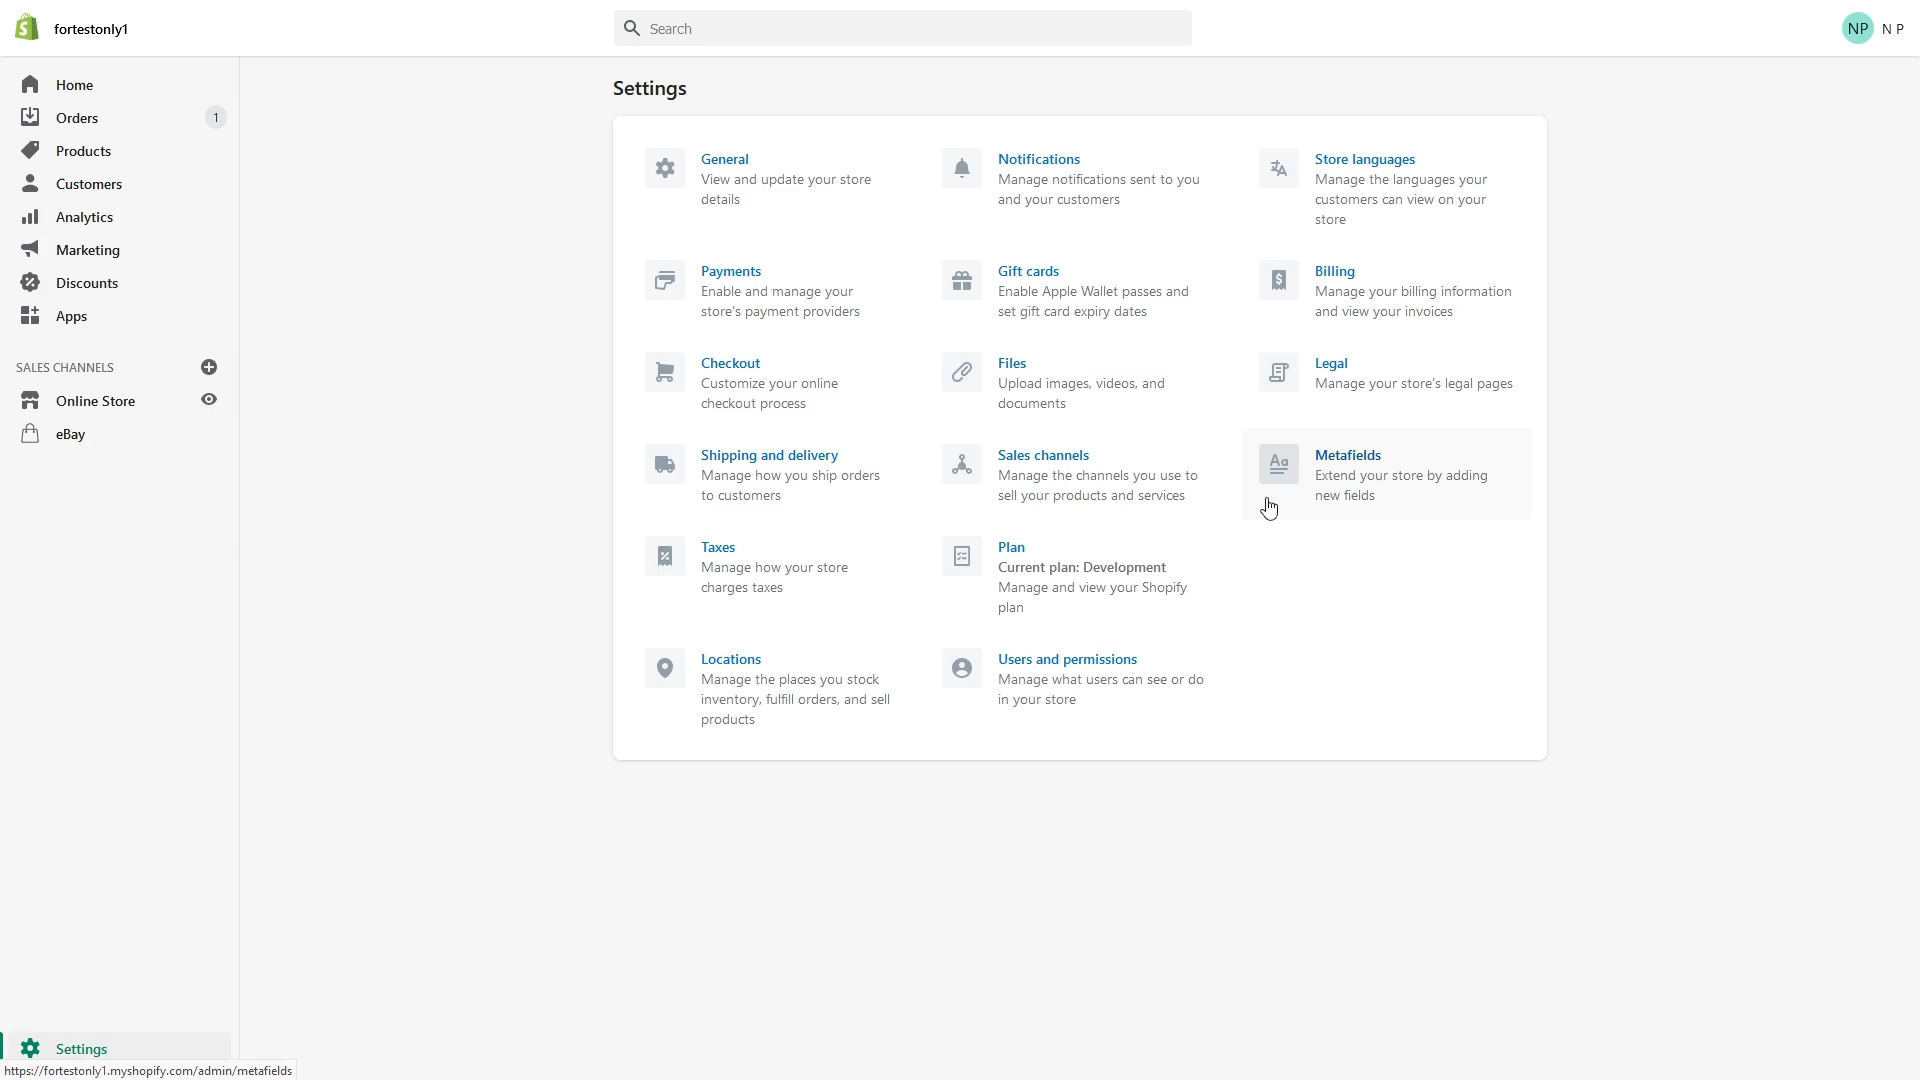 fortestonly1
Search
NP
N P
Home
Orders
1
Products
Customers
Analytics
Marketing
Discounts
Apps
SALES CHANNELS
Online Store
eBay
Settings
https://fortestonly1.myshopify.com/admin/metafields
Settings
General
View and update your store
details
Payments
Enable and manage your
store's payment providers
Checkout
Customize your online
checkout process
Shipping and delivery
Manage how you ship orders
to customers
Taxes
Manage how your store
charges taxes
Locations
Manage the places you stock
inventory, fulfill orders, and sell
products
Notifications
Manage notifications sent to you
and your customers
Gift cards
Enable Apple Wallet passes and
set gift card expiry dates
Files
Upload images, videos, and
documents
Sales channels
Manage the channels you use to
sell your products and services
Plan
Current plan: Development
Manage and view your Shopify
plan
Users and permissions
Manage what users can see or do
in your store
Store languages
Manage the languages your
customers can view on your
store
Billing
Manage your billing information
and view your invoices
Legal
Manage your store's legal pages
Aa
Metafields
Extend your store by adding
new fields